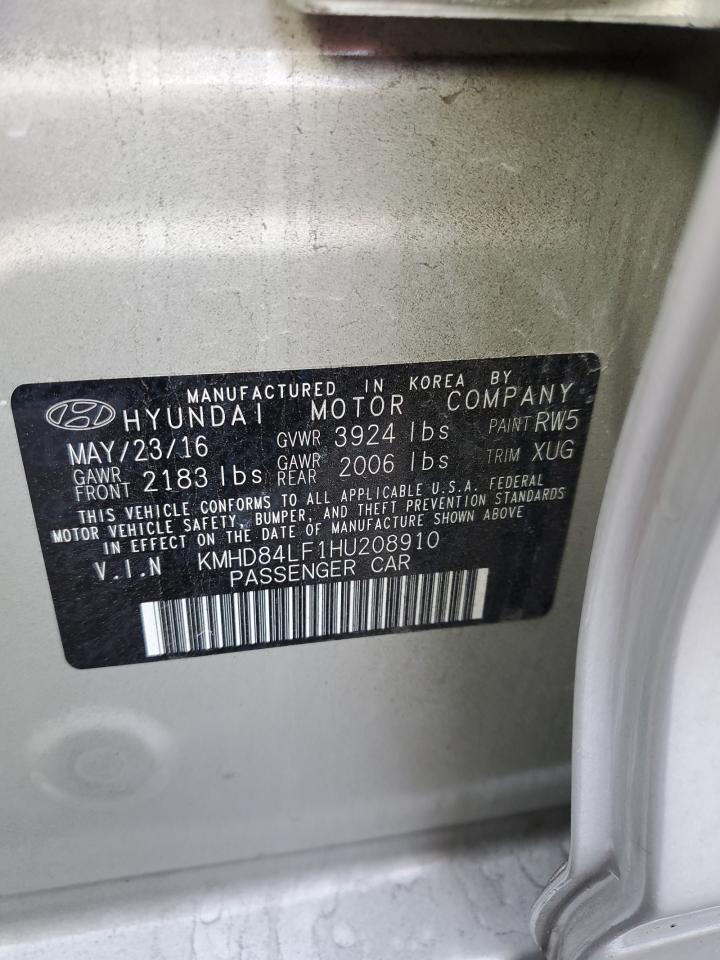 MANUFACTURED IN KOREA BY
HYUNDAI MOTOR COMPANY
MAY/23/16 GVWR 3924 lbs PAINT RW5
GAWR FRONT 2183 lbs GAWR REAR 2006 lbs TRIM XUG
THIS VEHICLE CONFORMS TO ALL APPLICABLE U.S.A. FEDERAL
MOTOR VEHICLE SAFETY, BUMPER, AND THEFT PREVENTION STANDARDS
IN EFFECT ON THE DATE OF MANUFACTURE SHOWN ABOVE
V.I.N KMHD84LF1HU208910
PASSENGER CAR